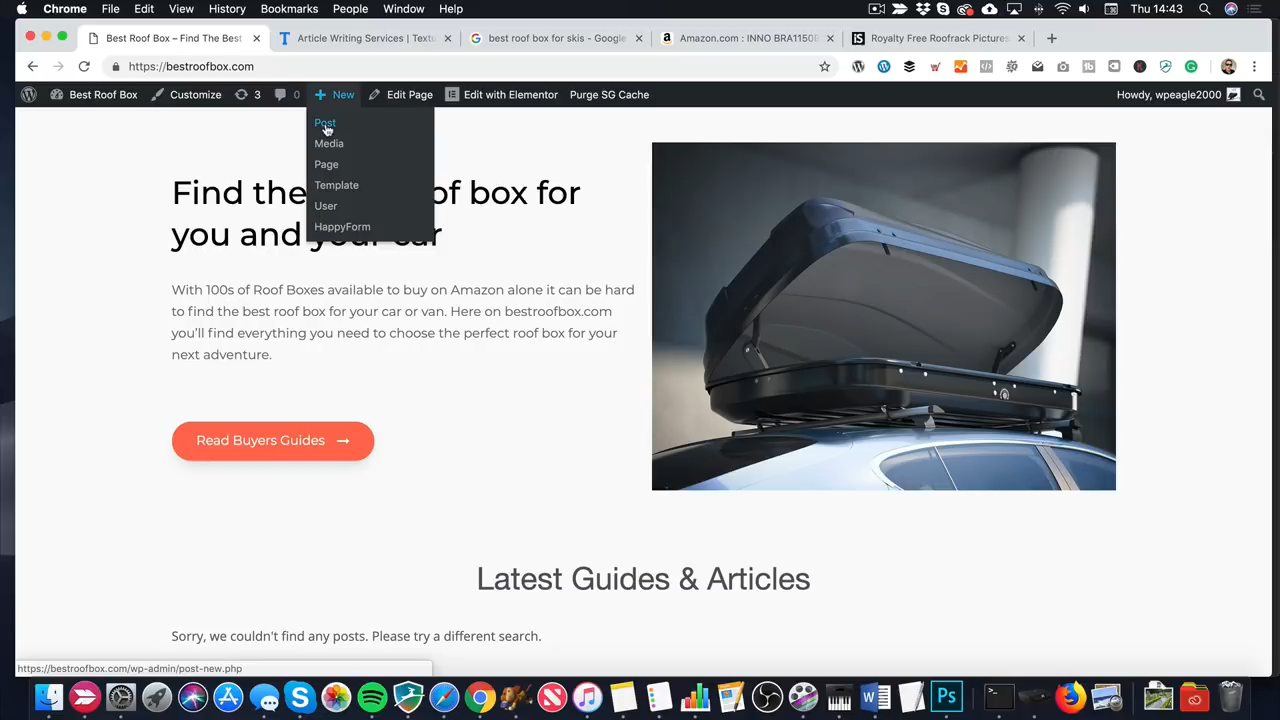 Chrome File Edit View History Bookmarks People Window Help Thu 14:43
Best Roof Box – Find The Best
Article Writing Services | Textu
best roof box for skis - Google
Amazon.com : INNO BRA1150B
Royalty Free Roofrack Pictures
https://bestroofbox.com
Best Roof Box Customize 3 0 New Edit Page Edit with Elementor Purge SG Cache Howdy, wpeagle2000
Post
Media
Page
Template
User
HappyForm
Find the of box for
you and car
With 100s of Roof Boxes available to buy on Amazon alone it can be hard
to find the best roof box for your car or van. Here on bestroofbox.com
you'll find everything you need to choose the perfect roof box for your
next adventure.
Read Buyers Guides →
Latest Guides & Articles
Sorry, we couldn't find any posts. Please try a different search.
https://bestroofbox.com/wp-admin/post-new.php
Ps